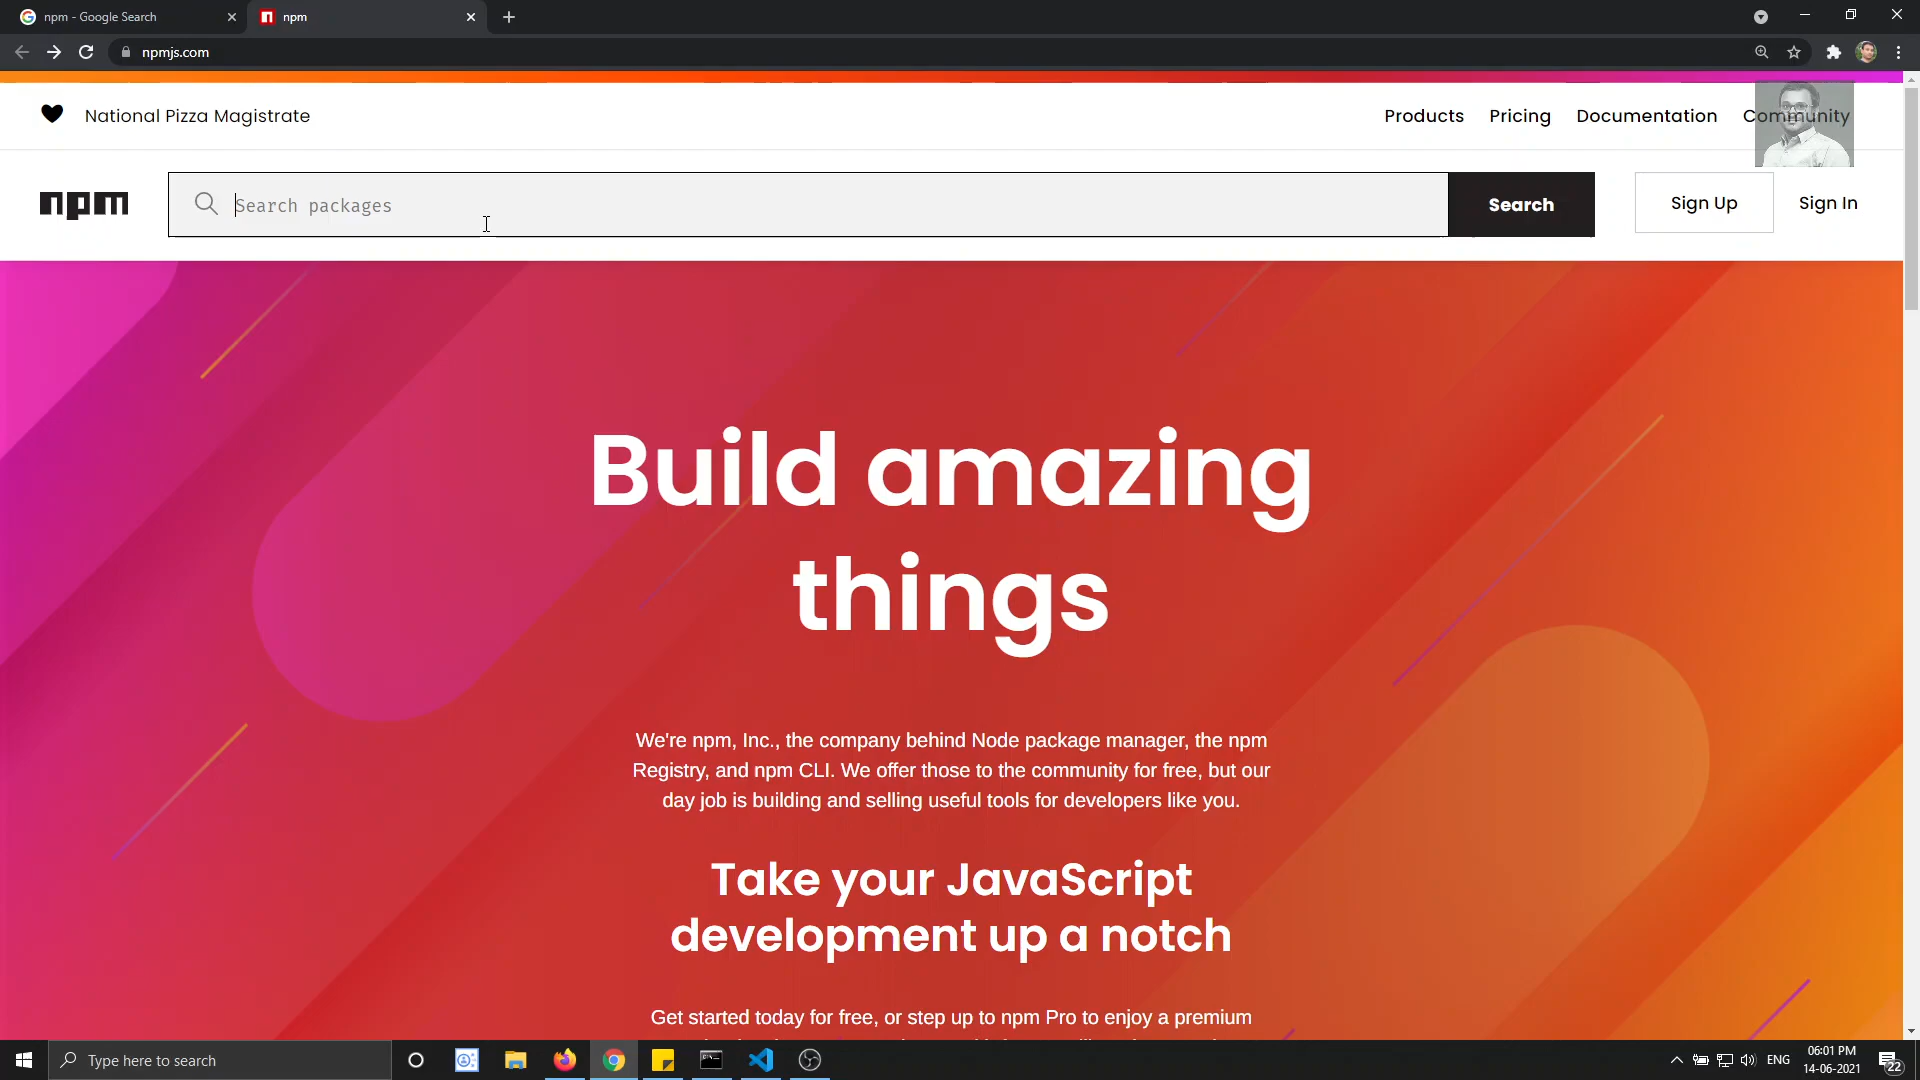 npm - Google Search
npm
npmjs.com
National Pizza Magistrate
Products
Pricing
Documentation
Community
npm
Search packages
Search
Sign Up
Sign In
Build amazing
things
We're npm, Inc., the company behind Node package manager, the npm
Registry, and npm CLI. We offer those to the community for free, but our
day job is building and selling useful tools for developers like you.
Take your JavaScript
development up a notch
Get started today for free, or step up to npm Pro to enjoy a premium
Type here to search
ENG
06:01 PM
14-06-2021
22